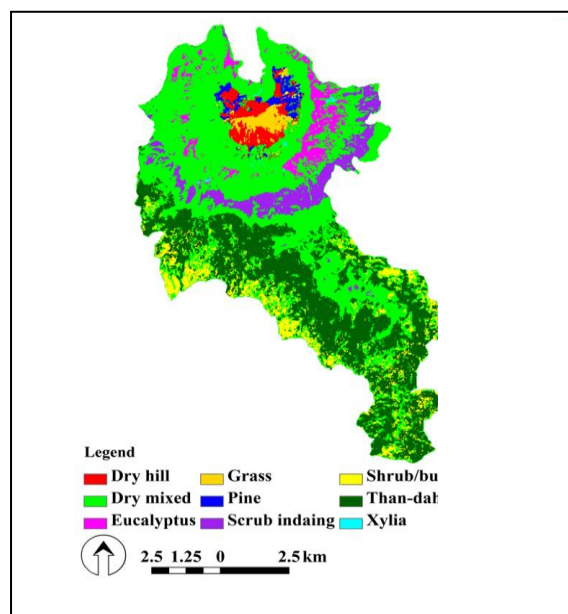 Legend
Dry hill Grass Shrub/bu
Dry mixed Pine Than-dah
Eucalyptus Scrub indaing Xylia
2.5 1.25 0 2.5 km